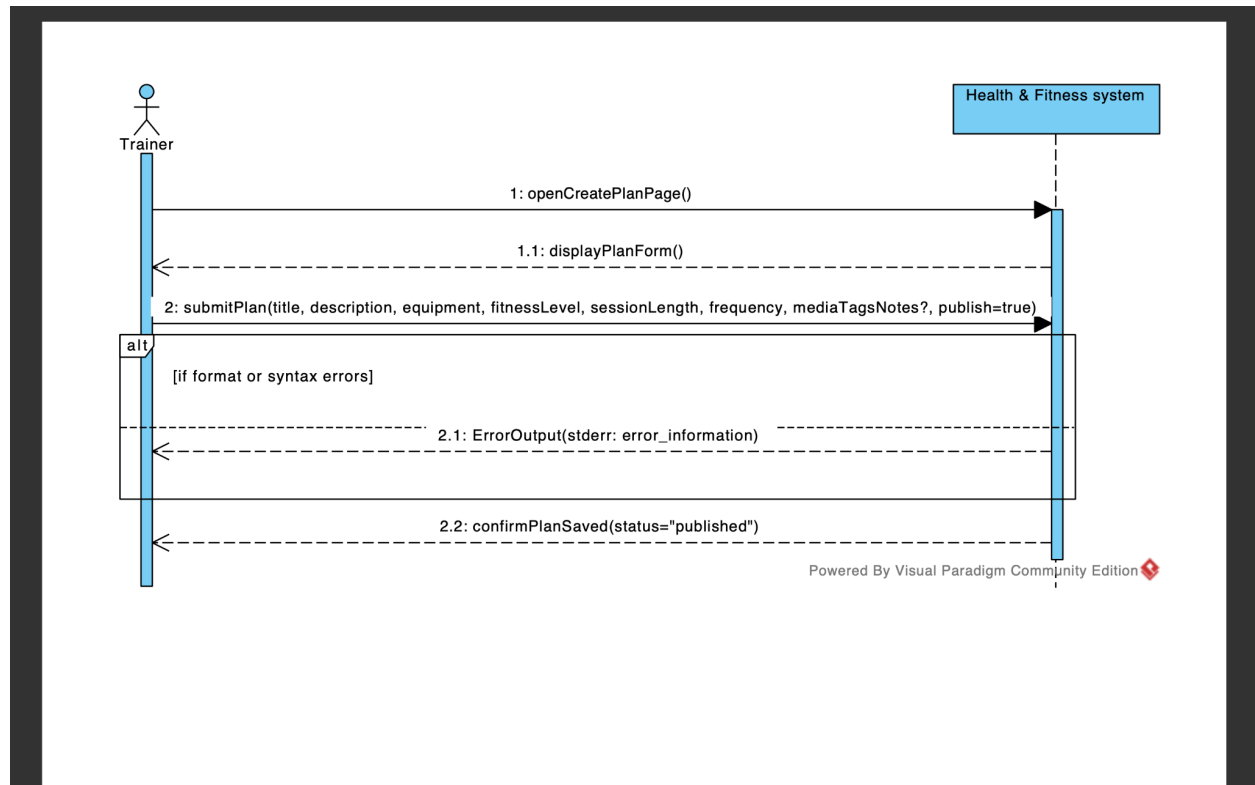 Trainer
Health & Fitness system
1: openCreatePlanPage()
1.1: displayPlanForm()
2: submitPlan(title, description, equipment, fitnessLevel, sessionLength, frequency, mediaTagsNotes?, publish=true)
alt
[if format or syntax errors]
2.1: ErrorOutput(stderr: error_information)
2.2: confirmPlanSaved(status="published")
Powered By Visual Paradigm Community Edition